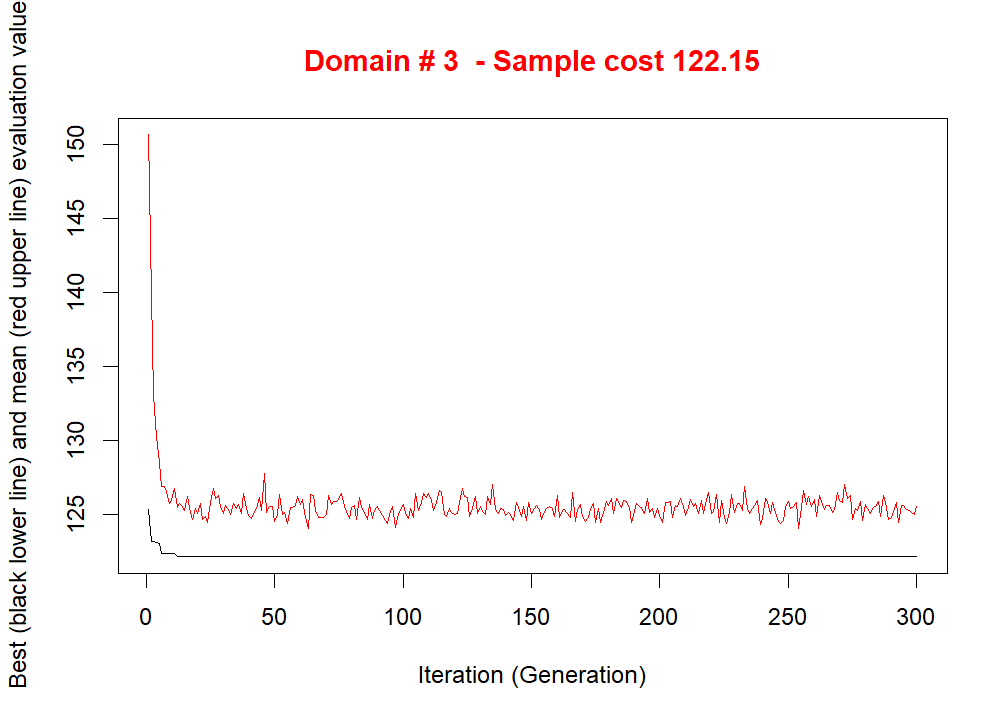 Domain # 3  - Sample cost 122.15
Best (black lower line) and mean (red upper line) evaluation value
150
145
140
135
130
125
0 50 100 150 200 250 300
Iteration (Generation)